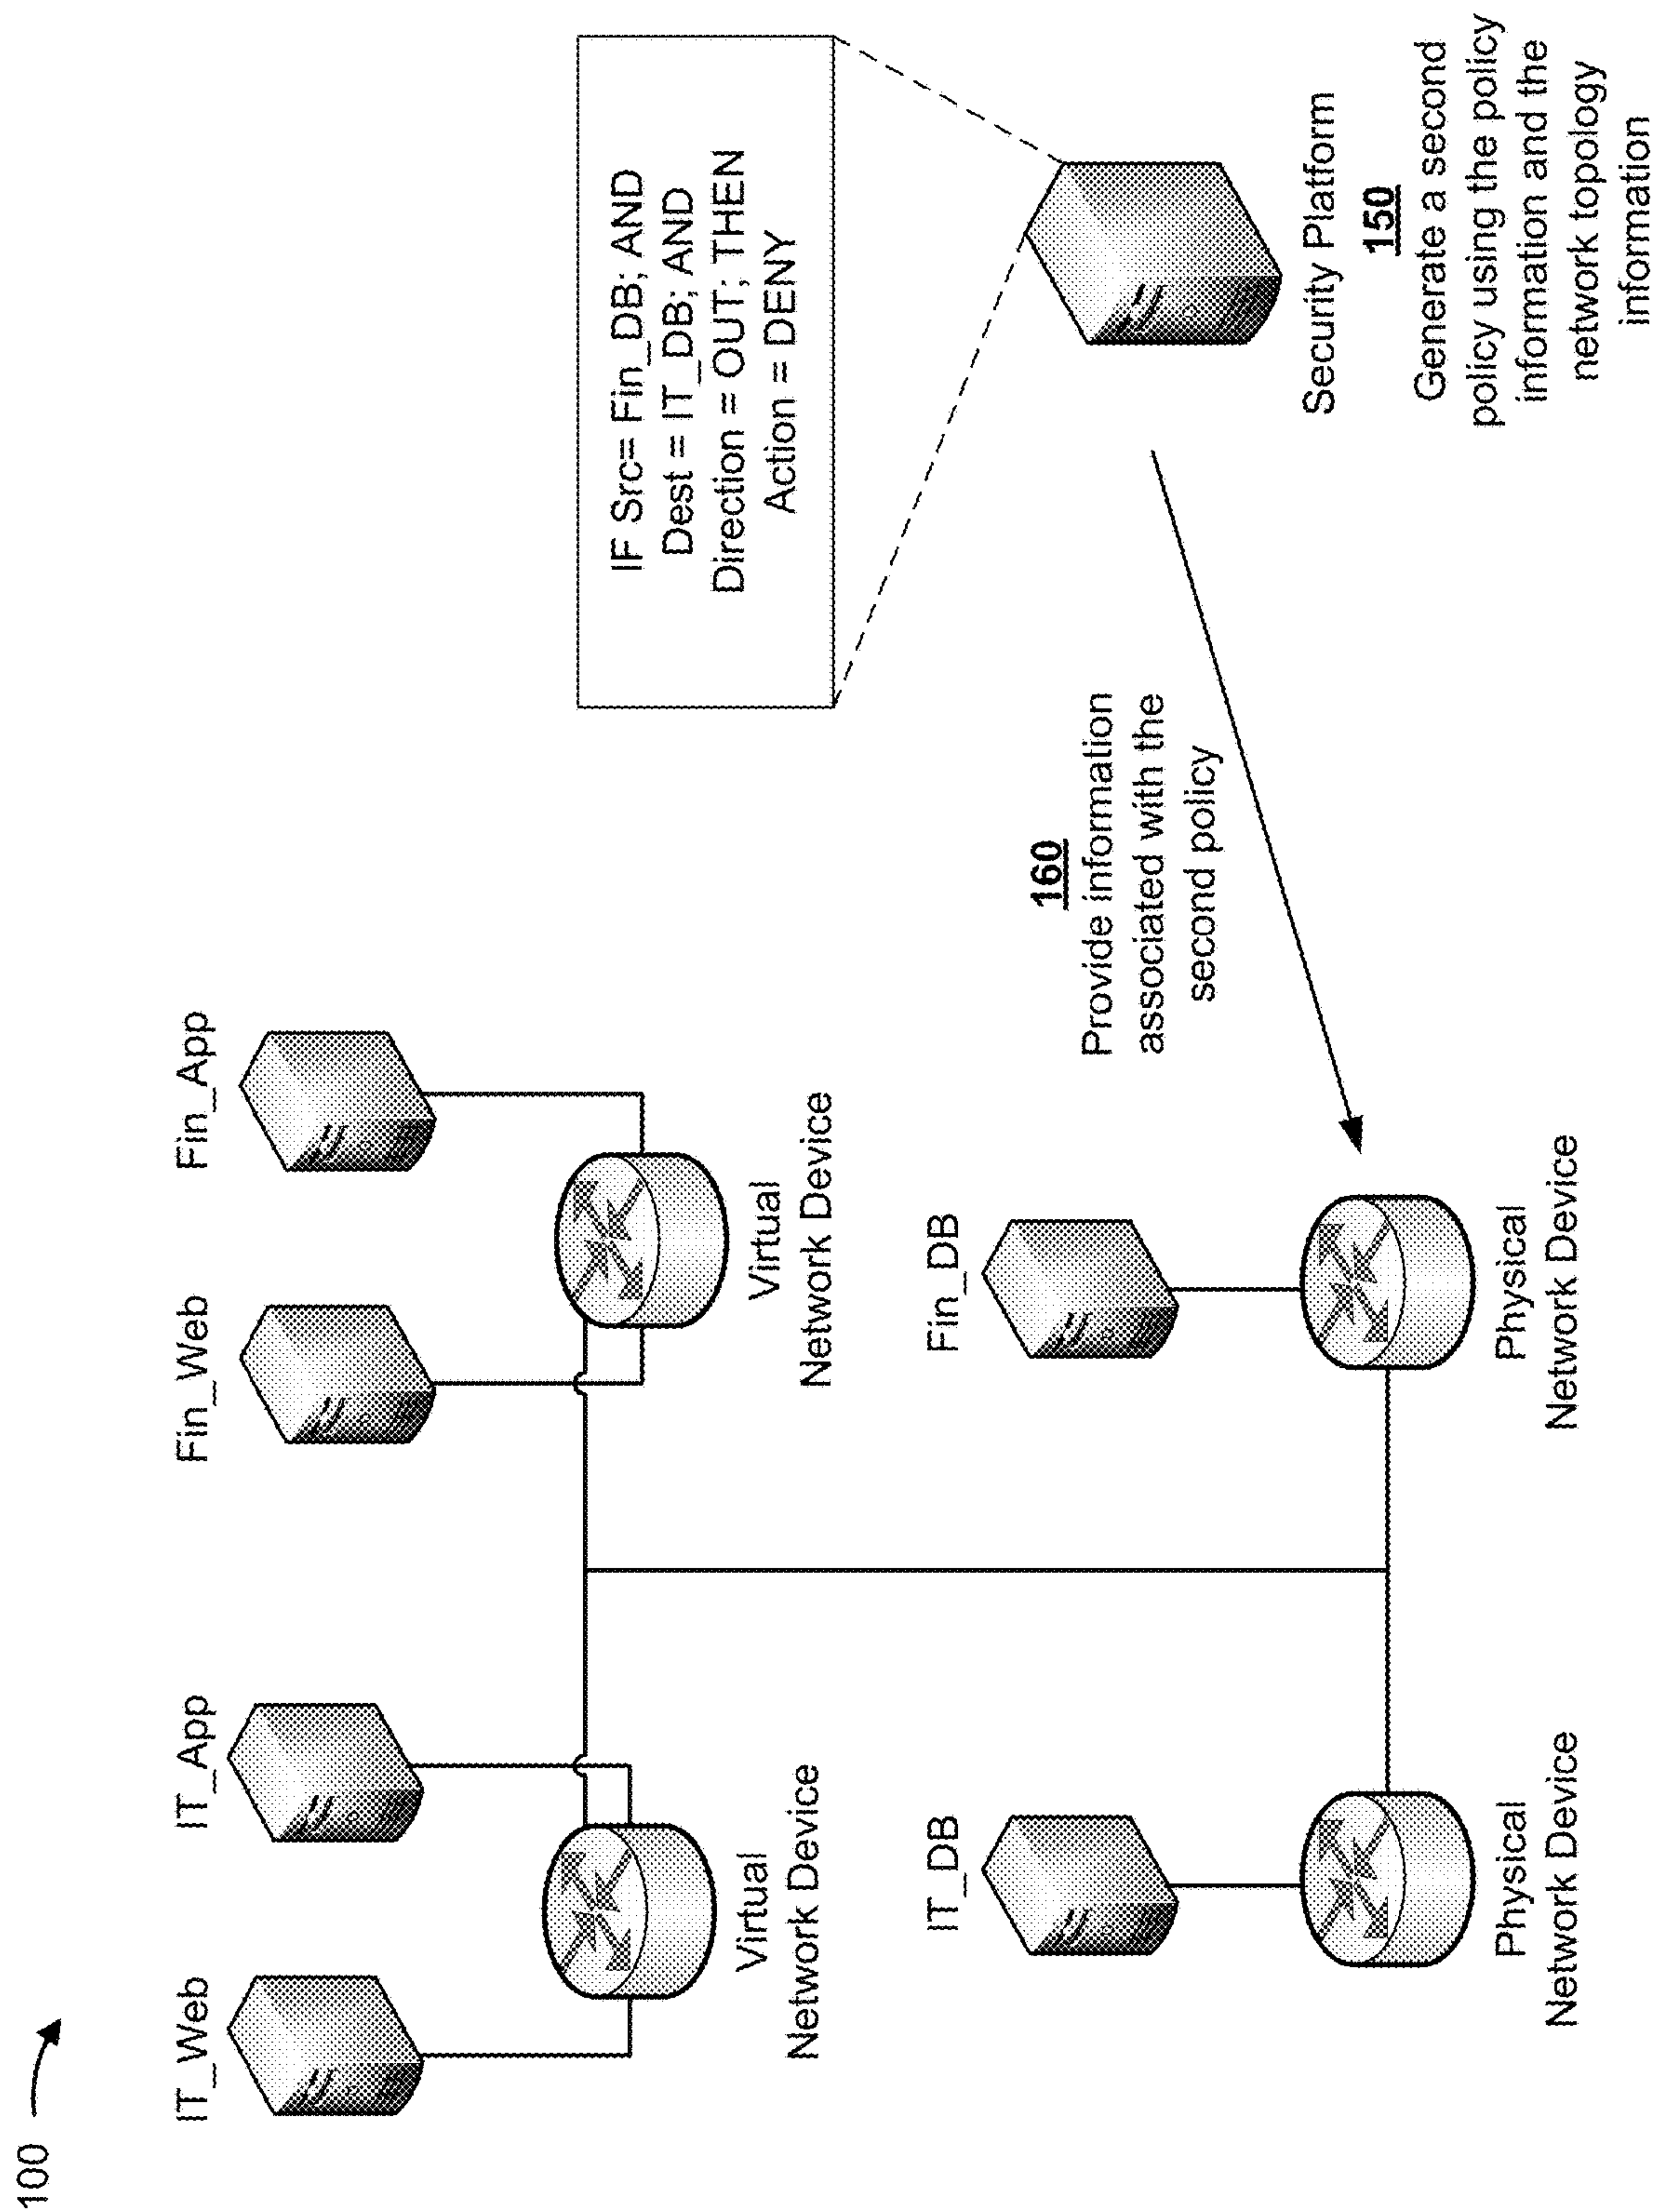 100
IT_Web
IT_App
Fin_Web
Fin_App
Virtual
Network Device
Virtual
Network Device
IF Src= Fin_DB; AND
Dest = IT_DB; AND
Direction = OUT; THEN
Action = DENY
IT_DB
Fin_DB
Physical
Network Device
Physical
Network Device
160
Provide information
associated with the
second policy
Security Platform
150
Generate a second
policy using the policy
information and the
network topology
information